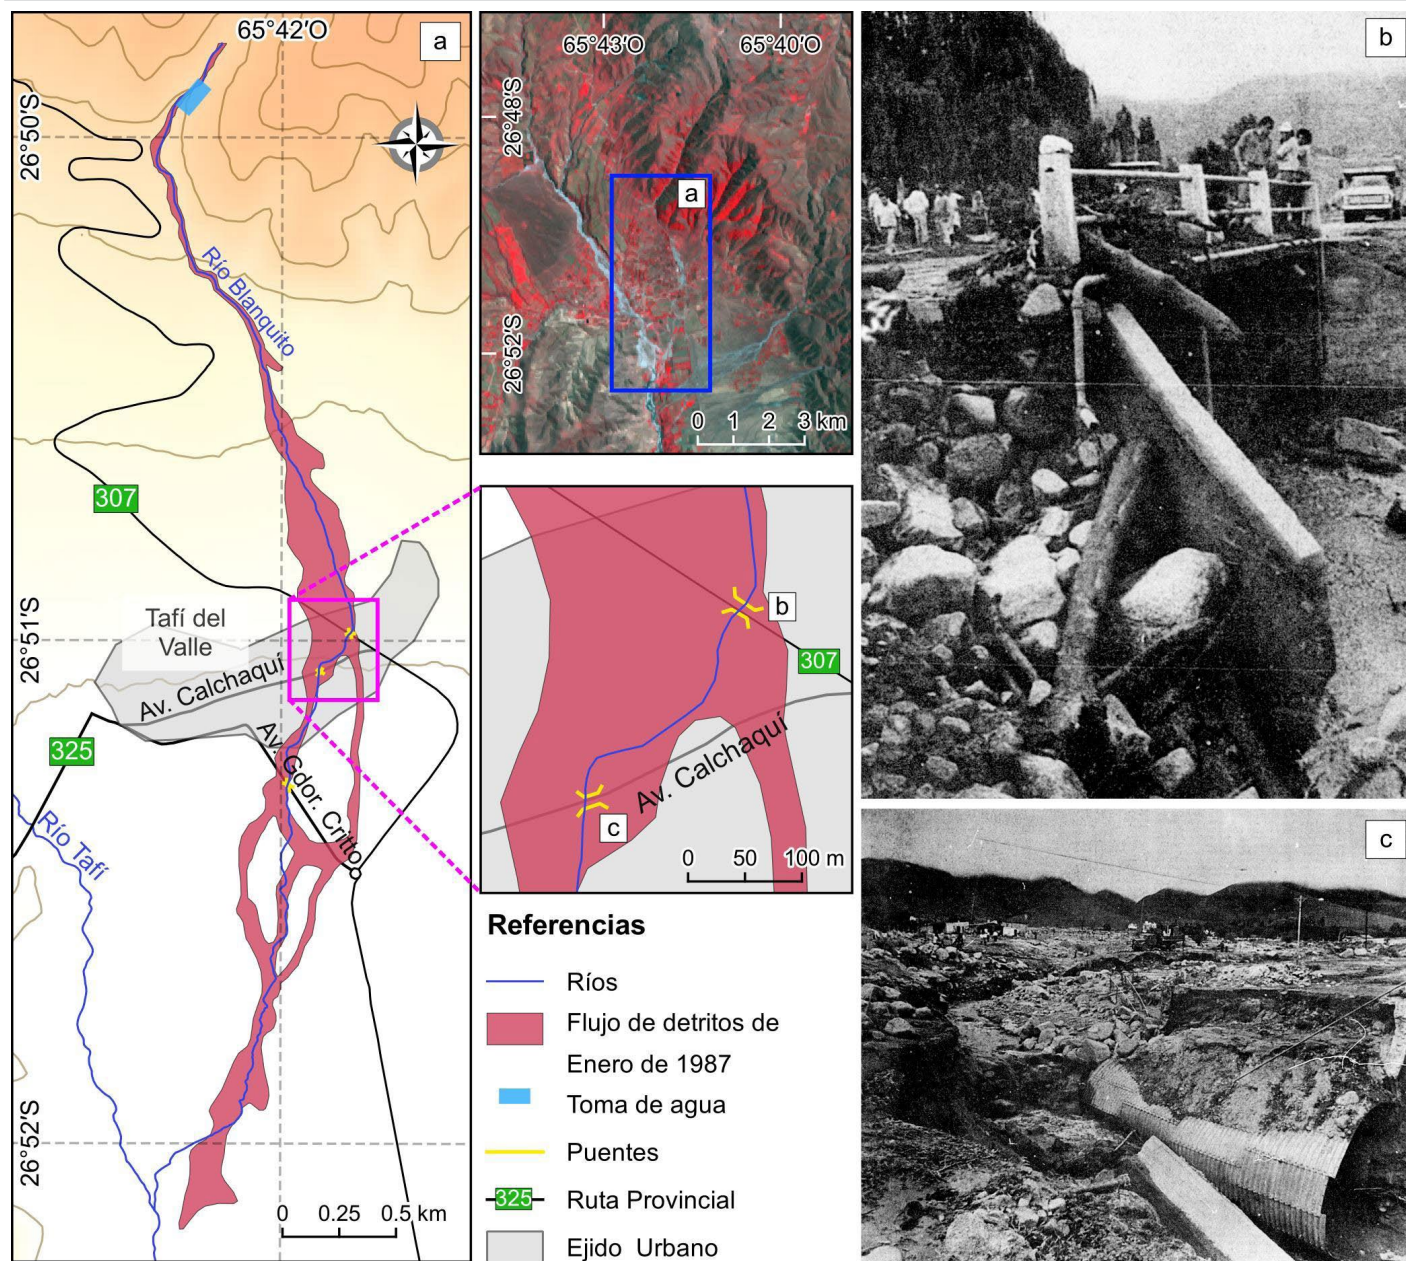 65°42'O
a
26°50'S
Río Blanquito
307
Tafí del
Valle
26°51'S
Av. Calchaquí
325
Av. Gdor. Critto
Río Tafí
26°52'S
0 0.25 0.5 km
65°43'O 65°40'O
26°48'S
a
26°52'S
0 1 2 3 km
b
307
Av. Calchaquí
c
0 50 100 m
Referencias
Ríos
Flujo de detritos de
Enero de 1987
Toma de agua
Puentes
325 Ruta Provincial
Ejido Urbano
b
c